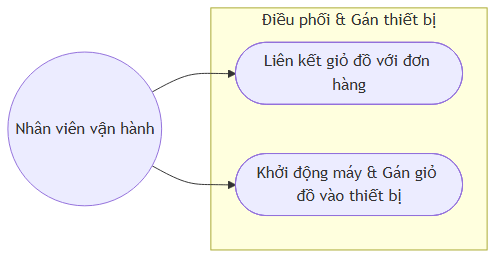 Điều phối & Gán thiết bị
Liên kết giỏ đồ với đơn
hàng
Nhân viên vận hành
Khởi động máy & Gán giỏ
đồ vào thiết bị